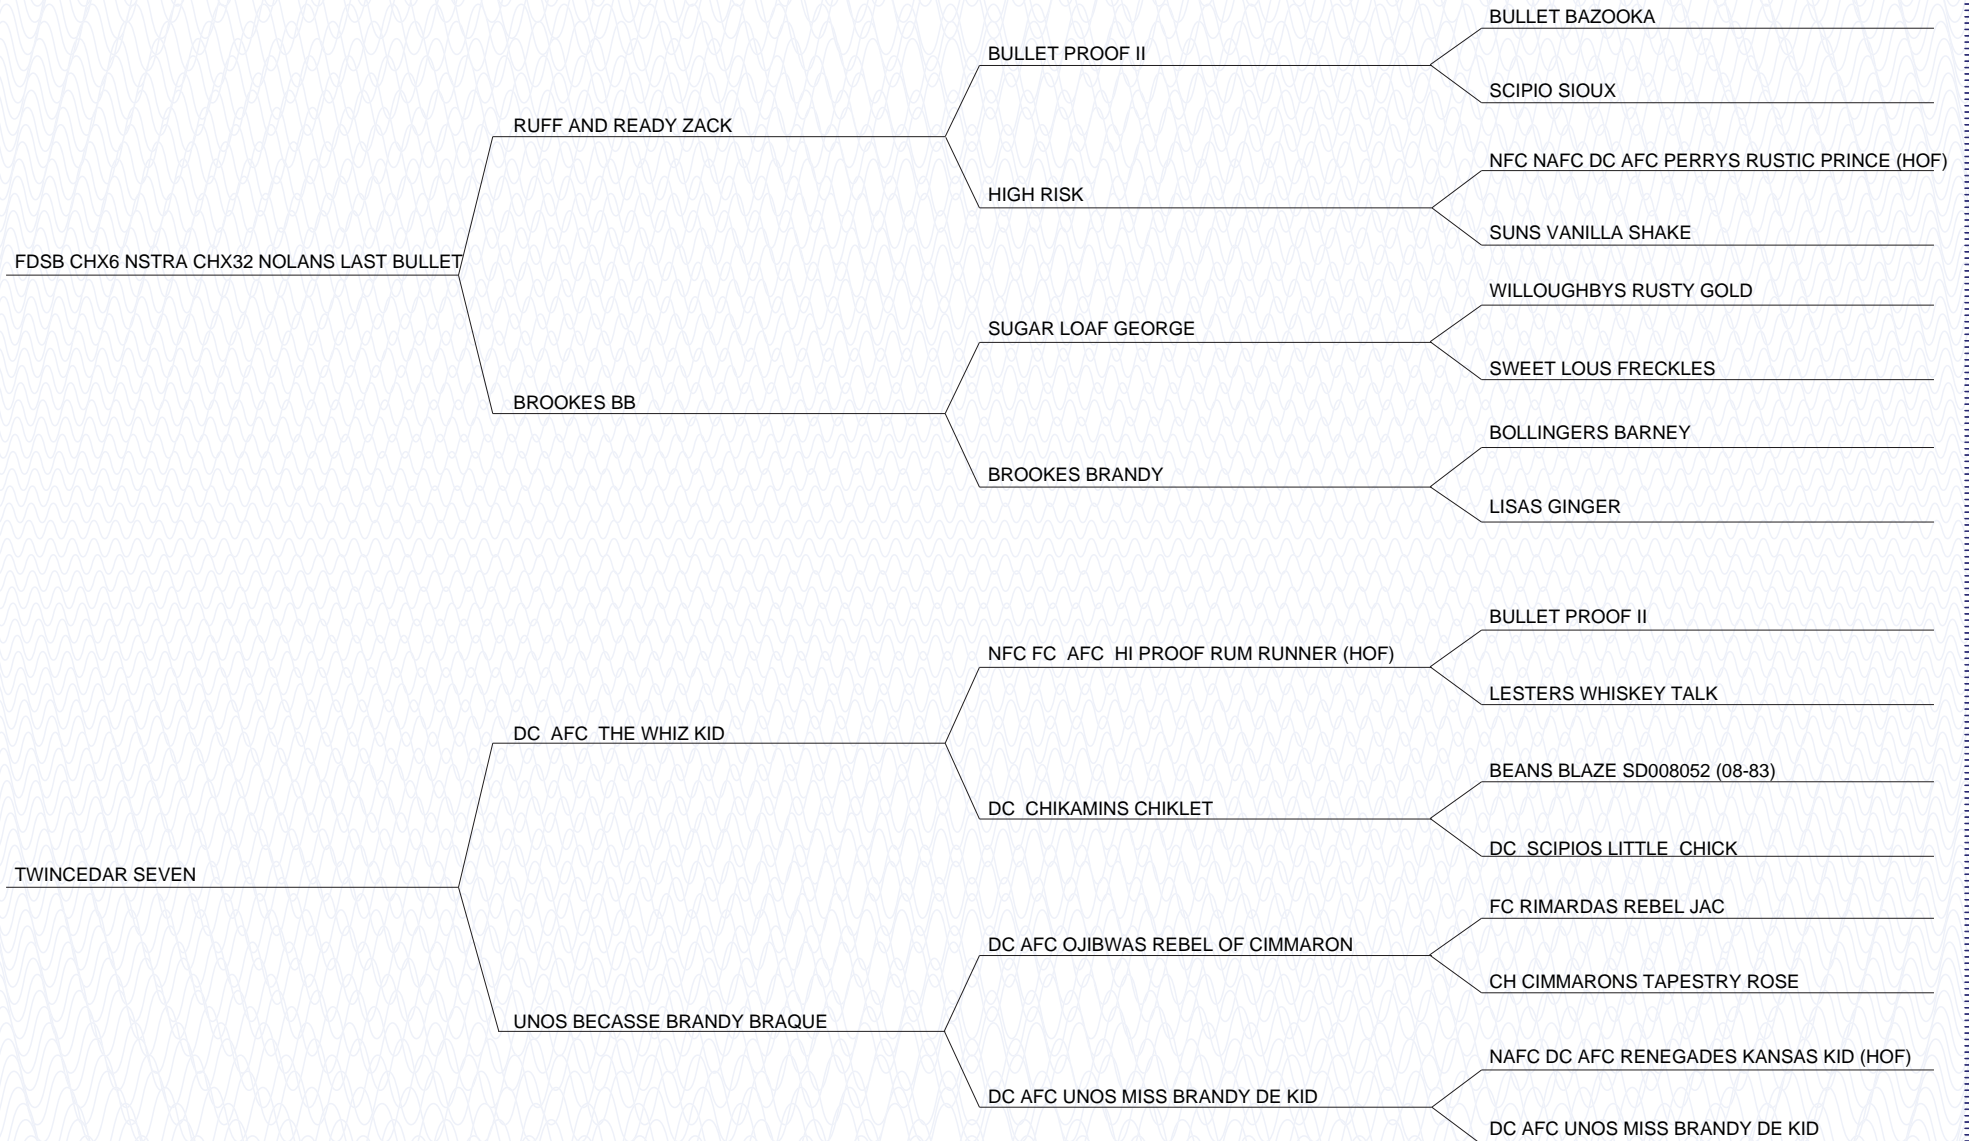 BULLET BAZOOKA
BULLET PROOF II
SCIPIO SIOUX
RUFF AND READY ZACK
NFC NAFC DC AFC PERRYS RUSTIC PRINCE (HOF)
HIGH RISK
SUNS VANILLA SHAKE
FDSB CHX6 NSTRA CHX32 NOLANS LAST BULLET
WILLOUGHBYS RUSTY GOLD
SUGAR LOAF GEORGE
SWEET LOUS FRECKLES
BROOKES BB
BOLLINGERS BARNEY
BROOKES BRANDY
LISAS GINGER
BULLET PROOF II
NFC FC  AFC  HI PROOF RUM RUNNER (HOF)
LESTERS WHISKEY TALK
DC  AFC  THE WHIZ KID
BEANS BLAZE SD008052 (08-83)
DC  CHIKAMINS CHIKLET
DC  SCIPIOS LITTLE  CHICK
TWINCEDAR SEVEN
FC RIMARDAS REBEL JAC
DC AFC OJIBWAS REBEL OF CIMMARON
CH CIMMARONS TAPESTRY ROSE
UNOS BECASSE BRANDY BRAQUE
NAFC DC AFC RENEGADES KANSAS KID (HOF)
DC AFC UNOS MISS BRANDY DE KID
DC AFC UNOS MISS BRANDY DE KID